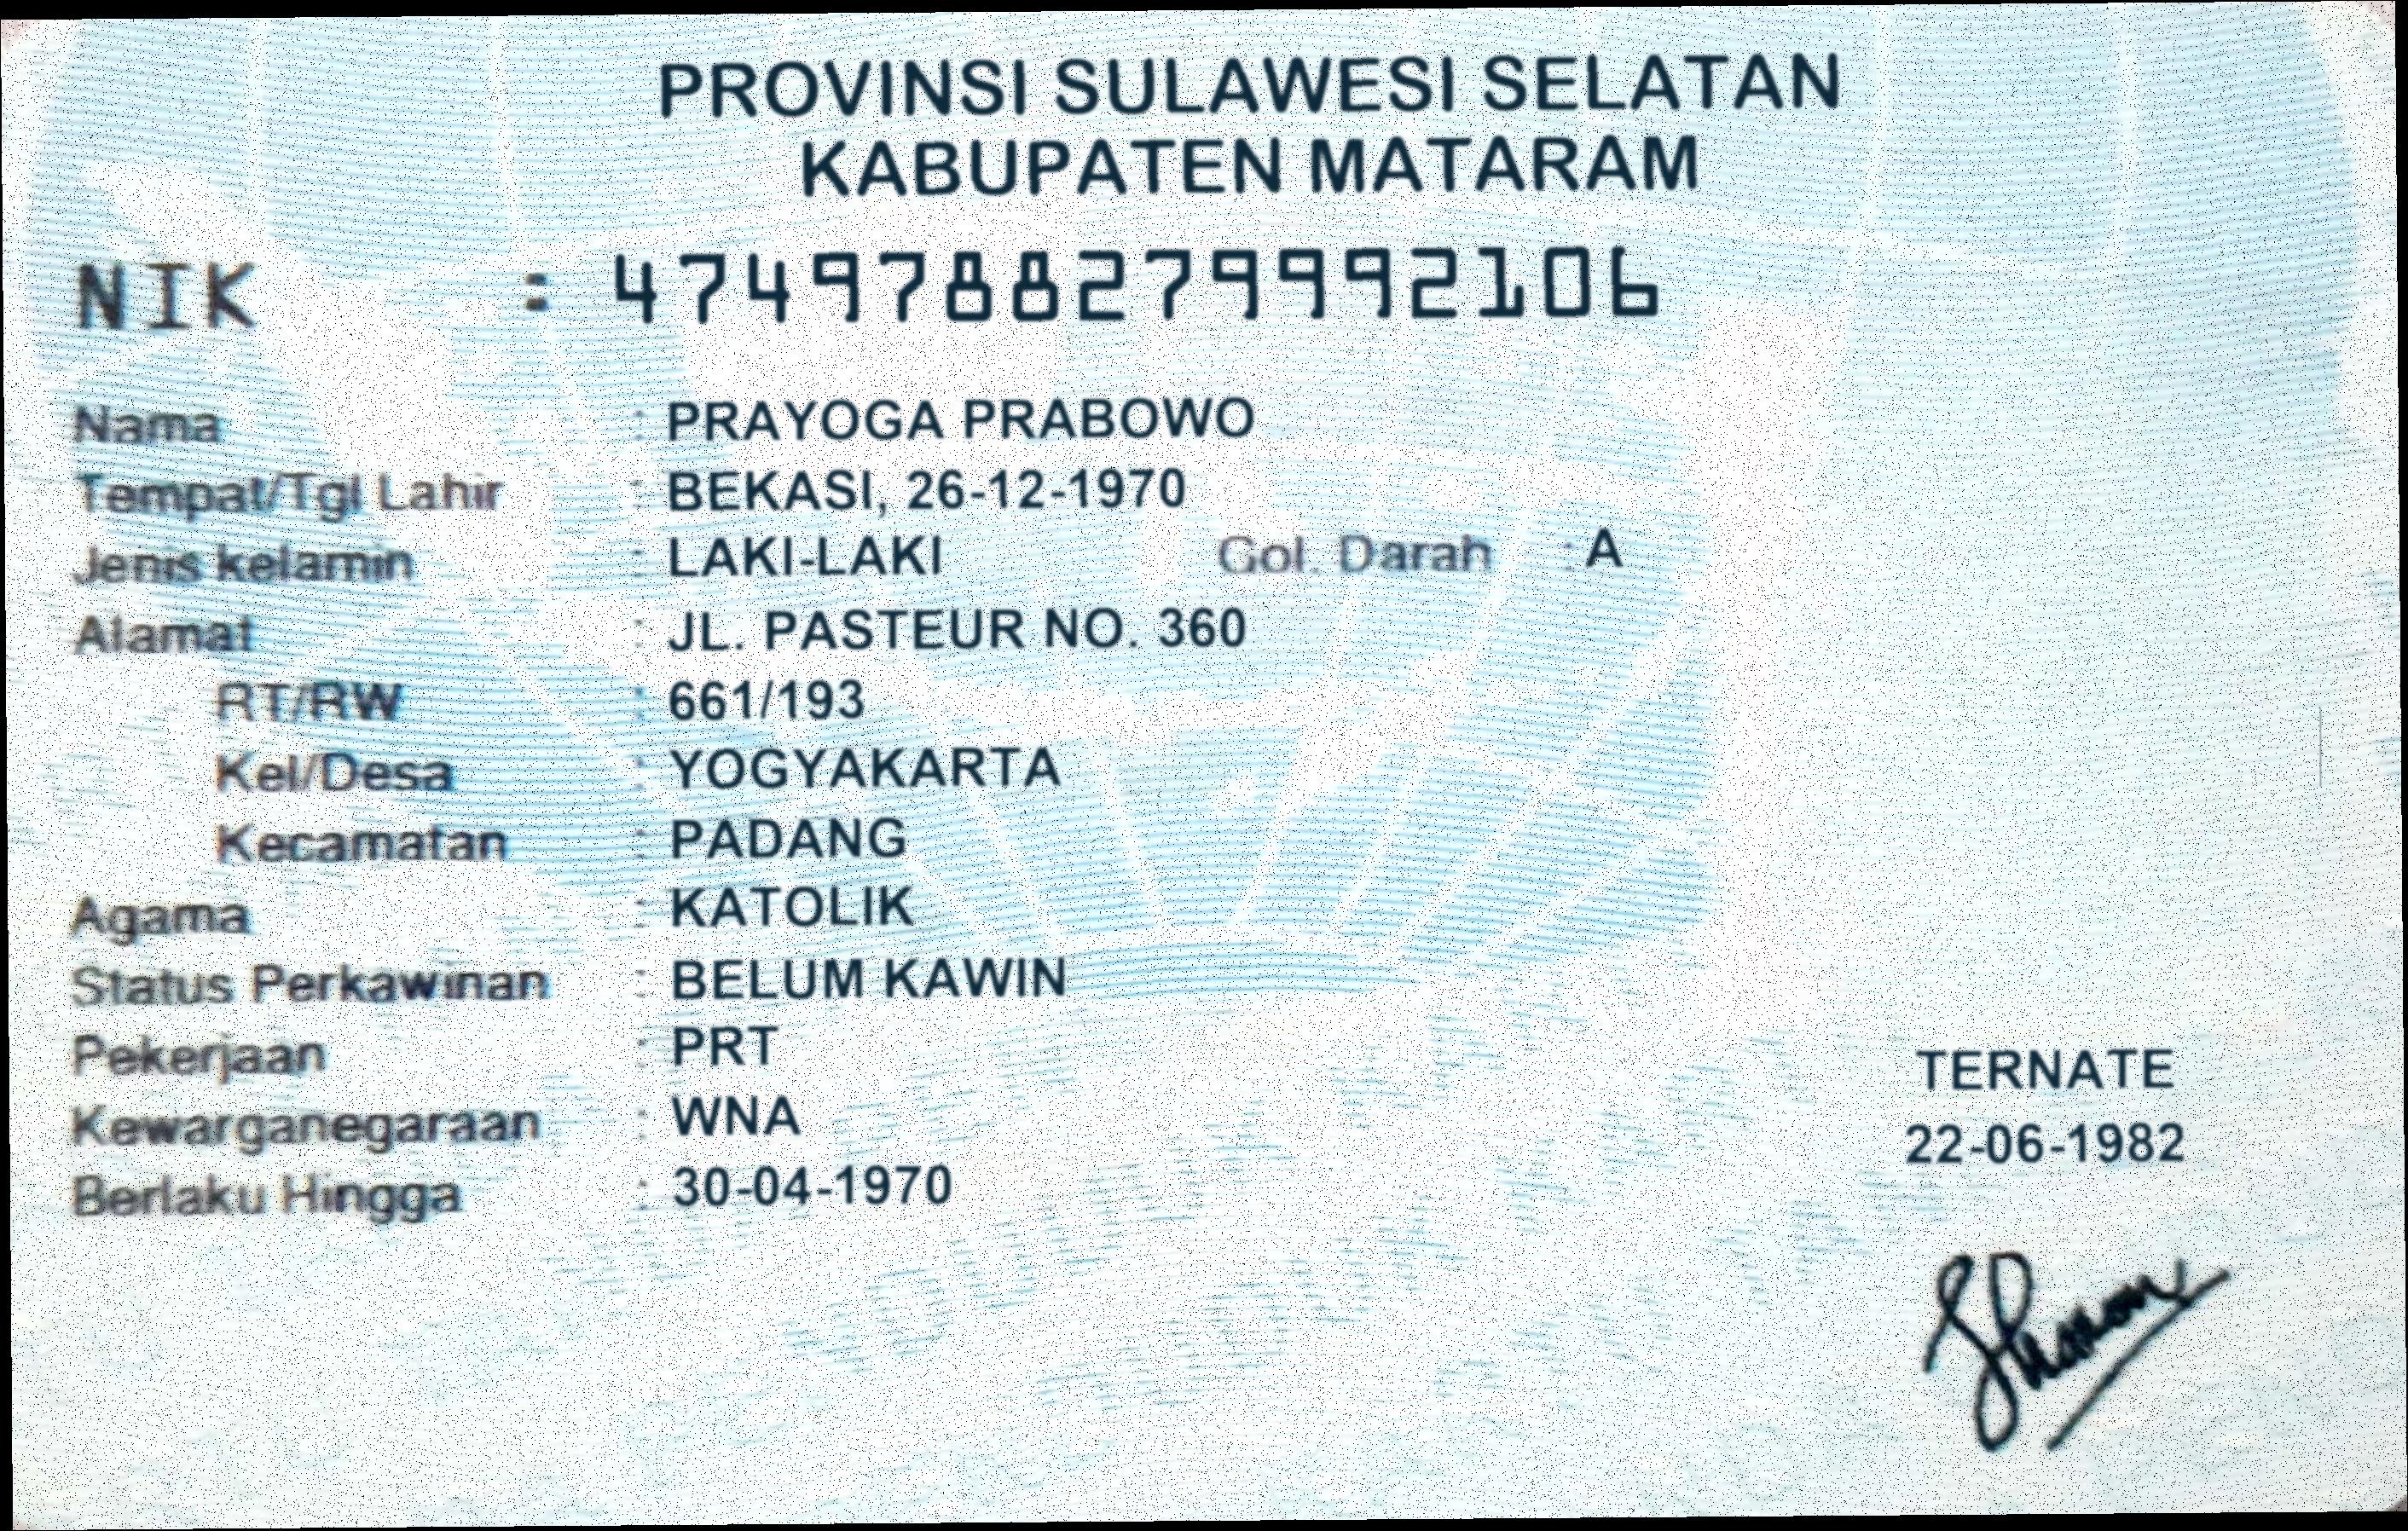 PROVINSI SULAWESI SELATAN
KABUPATEN MATARAM
NIK : 4749788279992106
Nama : PRAYOGA PRABOWO
Tempat/Tgl Lahir : BEKASI, 26-12-1970
Jenis kelamin : LAKI-LAKI Gol. Darah : A
Alamat : JL. PASTEUR NO. 360
RT/RW : 661/193
Kel/Desa : YOGYAKARTA
Kecamatan : PADANG
Agama : KATOLIK
Status Perkawinan : BELUM KAWIN
Pekerjaan : PRT
Kewarganegaraan : WNA
Berlaku Hingga : 30-04-1970
TERNATE
22-06-1982